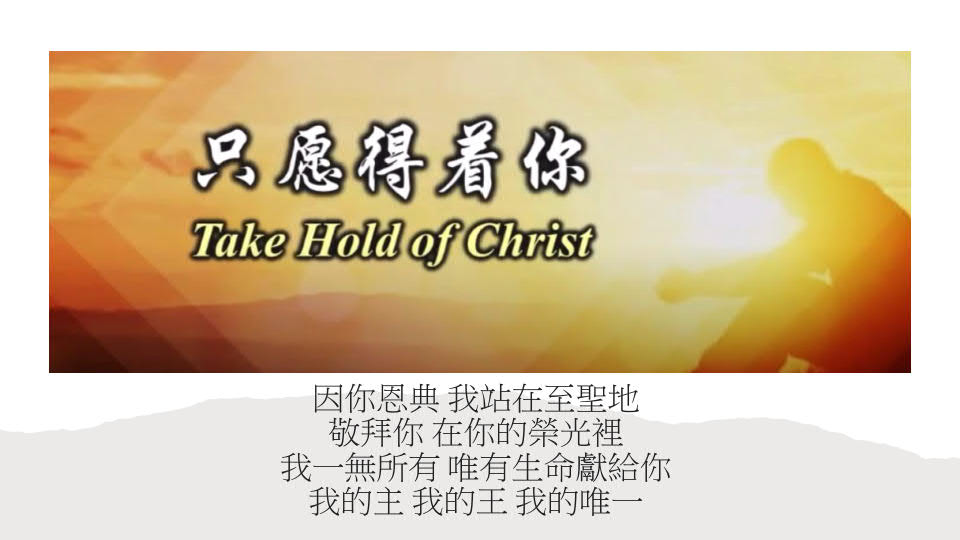 只愿得着你
Take Hold of Christ
因你恩典 我站在至聖地
敬拜你 在你的榮光裡
我一無所有 唯有生命獻給你
我的主 我的王 我的唯一